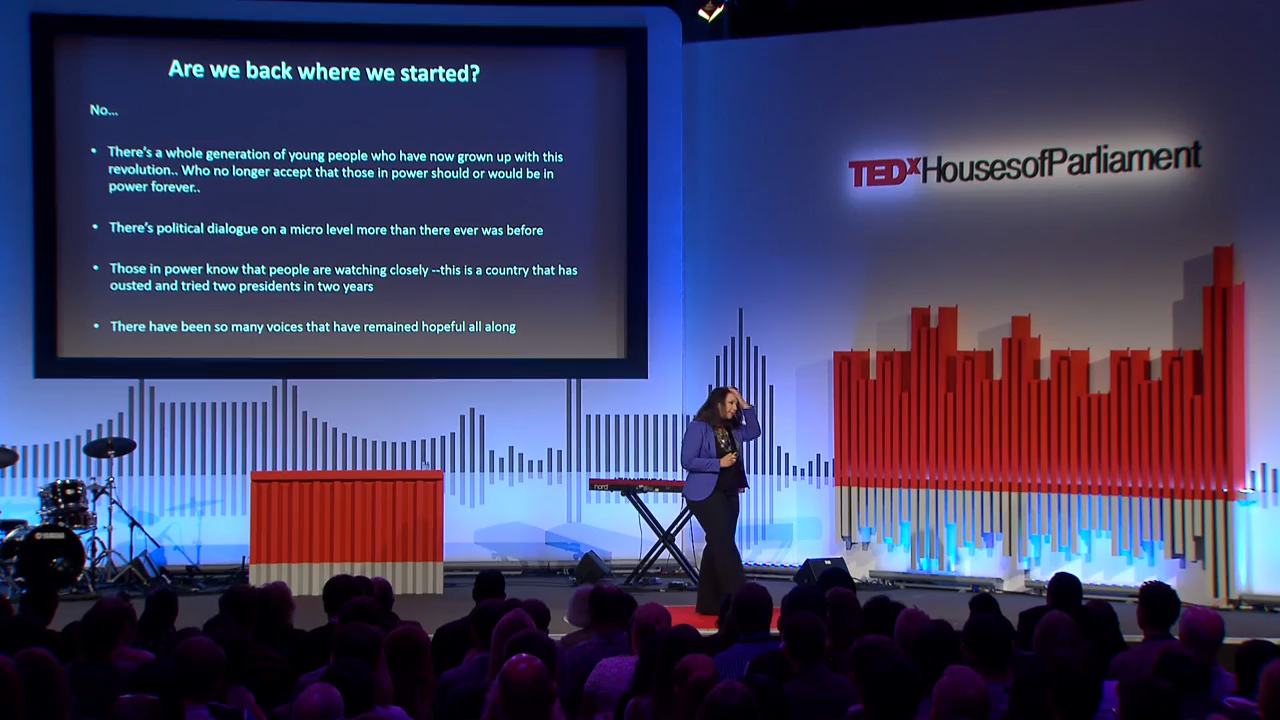 Are we back where we started?
No...
• There's a whole generation of young people who have now grown up with this
revolution.. Who no longer accept that those in power should or would be in
power forever..
• There's political dialogue on a micro level more than there ever was before
• Those in power know that people are watching closely --this is a country that has
ousted and tried two presidents in two years
• There have been so many voices that have remained hopeful all along
TEDxHousesofParliament
nord
YAMAHA